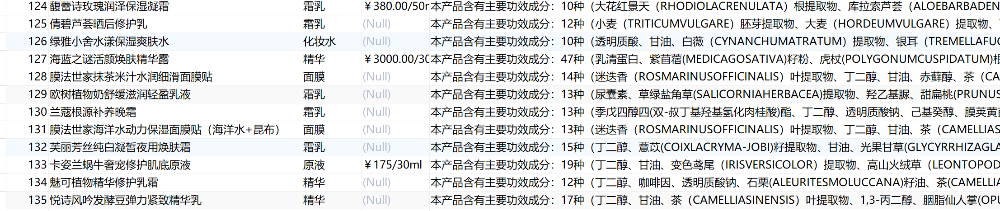 124 馥蕾诗玫瑰润泽保湿凝霜 霜乳 ￥380.00/50m 本产品含有主要功效成分：10种（大花红景天（RHODIOLACRENULATA）根提取物、库拉索芦荟（ALOEBARBADEN
125 倩碧芦荟晒后修护乳 霜乳 (Null) 本产品含有主要功效成分：12种（小麦（TRITICUMVULGARE）胚芽提取物、大麦（HORDEUMVULGARE）提取物、
126 绿雅小舍水漾保湿爽肤水 化妆水 (Null) 本产品含有主要功效成分：10种（透明质酸、甘油、白薇（CYNANCHUMATRATUM）提取物、银耳（TREMELLAFUC
127 海蓝之谜活颜焕肤精华露 精华 ￥3000.00/30 本产品含有主要功效成分：47种（乳清蛋白、紫苜蓿(MEDICAGOSATIVA)籽粉、虎杖(POLYGONUMCUSPIDATUM)根
128 膜法世家抹茶米汁水润细滑面膜贴 面膜 (Null) 本产品含有主要功效成分：14种（迷迭香（ROSMARINUSOFFICINALIS）叶提取物、丁二醇、甘油、赤藓醇、茶（CA
129 欧树植物奶舒缓滋润轻盈乳液 霜乳 (Null) 本产品含有主要功效成分：13种（尿囊素、草绿盐角草(SALICORNIAHERBACEA)提取物、羟乙基脲、甜扁桃(PRUNUS
130 兰蔻根源补养晚霜 霜乳 (Null) 本产品含有主要功效成分：13种（季戊四醇四(双-叔丁基羟基氢化肉桂酸)酯、丁二醇、透明质酸钠、己基癸醇、膜荚黄芪
131 膜法世家海洋水动力保湿面膜贴（海洋水+昆布） 面膜 (Null) 本产品含有主要功效成分：13种（迷迭香（ROSMARINUSOFFICINALIS）叶提取物、丁二醇、甘油、茶（CAMELLIAS
132 芙丽芳丝纯白凝皙夜用焕肤霜 霜乳 (Null) 本产品含有主要功效成分：15种（丁二醇、薏苡(COIXLACRYMA-JOBI)籽提取物、甘油、光果甘草(GLYCYRRHIZAGLA
133 卡姿兰蜗牛奢宠修护肌底原液 原液 ￥175/30ml 本产品含有主要功效成分：19种（丁二醇、甘油、变色鸢尾（IRISVERSICOLOR）提取物、高山火绒草（LEONTOPOD
134 魅可植物精华修护乳霜 精华 (Null) 本产品含有主要功效成分：12种（丁二醇、咖啡因、透明质酸钠、石栗(ALEURITESMOLUCCANA)籽油、茶(CAMELLIA
135 悦诗风吟发酵豆弹力紧致精华乳 精华 (Null) 本产品含有主要功效成分：17种（丁二醇、甘油、茶（CAMELLIASINENSIS）叶提取物、1,3-丙二醇、胭脂仙人掌(OPU